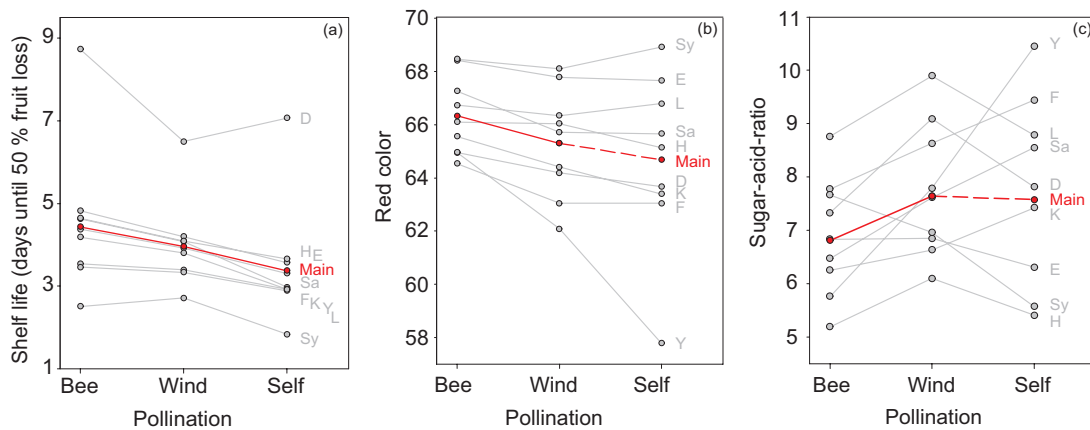 (a)
Shelf life (days until 50 % fruit loss)
9
7
5
3
1
D
H E
Main
Sa
F K Y L
Sy
Bee Wind Self
Pollination
(b)
Red color
70
68
66
64
62
60
58
Sy
E
L
Sa
H
Main
D
K
F
Y
Bee Wind Self
Pollination
(c)
Sugar-acid-ratio
11
10
9
8
7
6
5
Y
F
L
Sa
D
Main
K
E
Sy
H
Bee Wind Self
Pollination